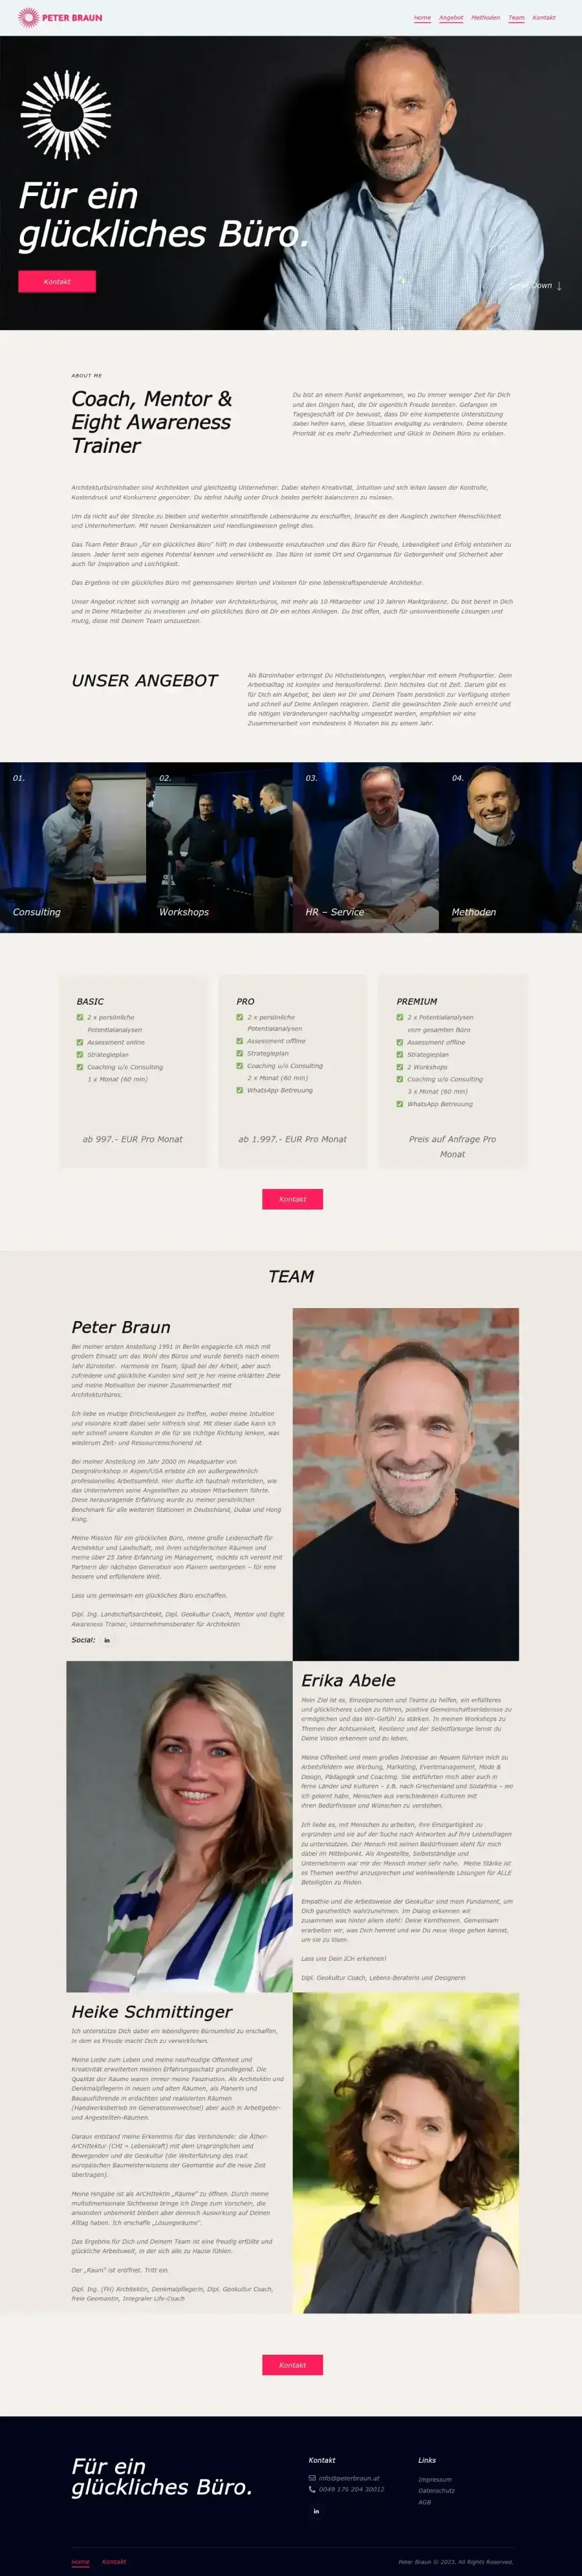 PETER BRAUN
Home Angebot Methoden Team Kontakt
Für ein
glückliches Büro.
Kontakt
Down ↓
ABOUT ME
Coach, Mentor &
Eight Awareness
Trainer
Du bist an einem Punkt angekommen, wo Du immer weniger Zeit für Dich
und den Dingen hast, die Dir eigentlich Freude bereiten. Gefangen im
Tagesgeschäft ist Dir bewusst, dass Dir eine kompetente Unterstützung
dabei helfen kann, diese Situation endgültig zu verändern. Deine oberste
Priorität ist es mehr Zufriedenheit und Glück in Deinem Büro zu erleben.
Architekturbüroinhaber sind Architekten und gleichzeitig Unternehmer. Dabei stehen Kreativität, Intuition und sich leiten lassen der Kontrolle,
Kostendruck und Konkurrenz gegenüber. Du stehst häufig unter Druck beides perfekt balancieren zu müssen.
Um da nicht auf der Strecke zu bleiben und weiterhin sinnstiftende Lebensräume zu erschaffen, braucht es den Ausgleich zwischen Menschlichkeit
und Unternehmertum. Mit neuen Denkansätzen und Handlungsweisen gelingt dies.
Das Team Peter Braun „für ein glückliches Büro" hilft in das Unbewusste einzutauchen und das Büro für Freude, Lebendigkeit und Erfolg entstehen zu
lassen. Jeder lernt sein eigenes Potential kennen und verwirklicht es. Das Büro ist somit Ort und Organismus für Geborgenheit und Sicherheit aber
auch für Inspiration und Leichtigkeit.
Das Ergebnis ist ein glückliches Büro mit gemeinsamen Werten und Visionen für eine lebenskraftspendende Architektur.
Unser Angebot richtet sich vorrangig an Inhaber von Architekturbüros, mit mehr als 10 Mitarbeiter und 10 Jahren Marktpräsenz. Du bist bereit in Dich
und in Deine Mitarbeiter zu investieren und ein glückliches Büro ist Dir ein echtes Anliegen. Du bist offen, auch für unkonventionelle Lösungen und
mutig, diese mit Deinem Team umzusetzen.
UNSER ANGEBOT
Als Büroinhaber erbringst Du Höchstleistungen, vergleichbar mit einem Profisportler. Dein
Arbeitsalltag ist komplex und herausfordernd. Dein höchstes Gut ist Zeit. Darum gibt es
für Dich ein Angebot, bei dem wir Dir und Deinem Team persönlich zur Verfügung stehen
und schnell auf Deine Anliegen reagieren. Damit die gewünschten Ziele auch erreicht und
die nötigen Veränderungen nachhaltig umgesetzt werden, empfehlen wir eine
Zusammenarbeit von mindestens 6 Monaten bis zu einem Jahr.
01.
Consulting
02.
Workshops
03.
HR – Service
04.
Methoden
BASIC
2 x persönliche
Potentialanalysen
Assessment online
Strategieplan
Coaching u/o Consulting
1 x Monat (60 min)
ab 997.- EUR Pro Monat
PRO
2 x persönliche
Potentialanalysen
Assessment offline
Strategieplan
Coaching u/o Consulting
2 x Monat (60 min)
WhatsApp Betreuung
ab 1.997.- EUR Pro Monat
PREMIUM
2 x Potentialanalysen
vom gesamten Büro
Assessment offline
Strategieplan
2 Workshops
Coaching u/o Consulting
3 x Monat (60 min)
WhatsApp Betreuung
Preis auf Anfrage Pro
Monat
Kontakt
TEAM
Peter Braun
Bei meiner ersten Anstellung 1991 in Berlin engagierte ich mich mit
großem Einsatz um das Wohl des Büros und wurde bereits nach einem
Jahr Büroleiter. Harmonie im Team, Spaß bei der Arbeit, aber auch
zufriedene und glückliche Kunden sind seit je her meine erklärten Ziele
und meine Motivation bei meiner Zusammenarbeit mit
Architekturbüros.
Ich liebe es mutige Entscheidungen zu treffen, wobei meine Intuition
und visionäre Kraft dabei sehr hilfreich sind. Mit dieser Gabe kann ich
sehr schnell unsere Kunden in die für sie richtige Richtung lenken, was
wiederum Zeit- und Ressourcenschonend ist.
Bei meiner Anstellung im Jahr 2000 im Headquarter von
DesignWorkshop in Aspen/USA erlebte ich ein außergewöhnlich
professionelles Arbeitsumfeld. Hier durfte ich hautnah miterleben, wie
das Unternehmen seine Angestellten zu stolzen Mitarbeitern führte.
Diese herausragende Erfahrung wurde zu meiner persönlichen
Benchmark für alle weiteren Stationen in Deutschland, Dubai und Hong
Kong.
Meine Mission für ein glückliches Büro, meine große Leidenschaft für
Architektur und Landschaft, mit ihren schöpferischen Räumen und
meine über 25 Jahre Erfahrung im Management, möchte ich vereint mit
Partnern der nächsten Generation von Planern weitergeben – für eine
bessere und erfüllendere Welt.
Lass uns gemeinsam ein glückliches Büro erschaffen.
Dipl. Ing. Landschaftsarchitekt, Dipl. Geokultur Coach, Mentor und Eight
Awareness Trainer, Unternehmensberater für Architekten
Social: in
Erika Abele
Mein Ziel ist es, Einzelpersonen und Teams zu helfen, ein erfüllteres
und glücklicheres Leben zu führen, positive Gemeinschaftserlebnisse zu
ermöglichen und das Wir-Gefühl zu stärken. In meinen Workshops zu
Themen der Achtsamkeit, Resilienz und der Selbstfürsorge lernst du
Deine Vision erkennen und zu leben.
Meine Offenheit und mein großes Interesse an Neuem führten mich zu
Arbeitsfeldern wie Werbung, Marketing, Eventmanagement, Mode &
Design, Pädagogik und Coaching. Sie entführten mich aber auch in
ferne Länder und Kulturen – z.B. nach Griechenland und Südafrika – wo
ich gelernt habe, Menschen aus verschiedenen Kulturen mit
ihren Bedürfnissen und Wünschen zu verstehen.
Ich liebe es, mit Menschen zu arbeiten, ihre Einzigartigkeit zu
ergründen und sie auf der Suche nach Antworten auf ihre Lebensfragen
zu unterstützen. Der Mensch mit seinen Bedürfnissen steht für mich
dabei im Mittelpunkt. Als Angestellte, Selbstständige und
Unternehmerin war mir der Mensch immer sehr nahe. Meine Stärke ist
es Themen wertfrei anzusprechen und wohlwollende Lösungen für ALLE
Beteiligten zu finden.
Empathie und die Arbeitsweise der Geokultur sind mein Fundament, um
Dich ganzheitlich wahrzunehmen. Im Dialog erkennen wir
zusammen was hinter allem steht: Deine Kernthemen. Gemeinsam
erarbeiten wir, was Dich hemmt und wie Du neue Wege gehen kannst,
um sie zu lösen.
Lass uns Dein ICH erkennen!
Dipl. Geokultur Coach, Lebens-Beraterin und Designerin
Heike Schmittinger
Ich unterstütze Dich dabei ein lebendigeres Büroumfeld zu erschaffen,
in dem es Freude macht Dich zu verwirklichen.
Meine Liebe zum Leben und meine neufreudige Offenheit und
Kreativität erweiterten meinen Erfahrungsschatz grundlegend. Die
Qualität der Räume waren immer meine Faszination. Als Architektin und
Denkmalpflegerin in neuen und alten Räumen, als Planerin und
Bauausführende in erdachten und realisierten Räumen
(Handwerksbetrieb im Generationenwechsel) aber auch in Arbeitgeber-
und Angestellten-Räumen.
Daraus entstand meine Erkenntnis für das Verbindende: die Äther-
ArCHItektur (CHI = Lebenskraft) mit dem Ursprünglichen und
Bewegenden und die Geokultur (die Weiterführung des trad.
europäischen Baumeisterwissens der Geomantie auf die neue Zeit
übertragen).
Meine Hingabe ist als ArCHItektin „Räume" zu öffnen. Durch meine
multidimensionale Sichtweise bringe ich Dinge zum Vorschein, die
ansonsten unbemerkt bleiben aber dennoch Auswirkung auf Deinen
Alltag haben. Ich erschaffe „Lösungsräume".
Das Ergebnis für Dich und Deinem Team ist eine freudig erfüllte und
glückliche Arbeitswelt, in der sich alle zu Hause fühlen.
Der „Raum" ist eröffnet. Tritt ein.
Dipl. Ing. (FH) Architektin, Denkmalpflegerin, Dipl. Geokultur Coach,
freie Geomantin, Integraler Life-Coach
Kontakt
Für ein
glückliches Büro.
Kontakt
info@peterbraun.at
0049 176 204 30012
in
Links
Impressum
Datenschutz
AGB
Home Kontakt
Peter Braun © 2023. All Rights Reserved.